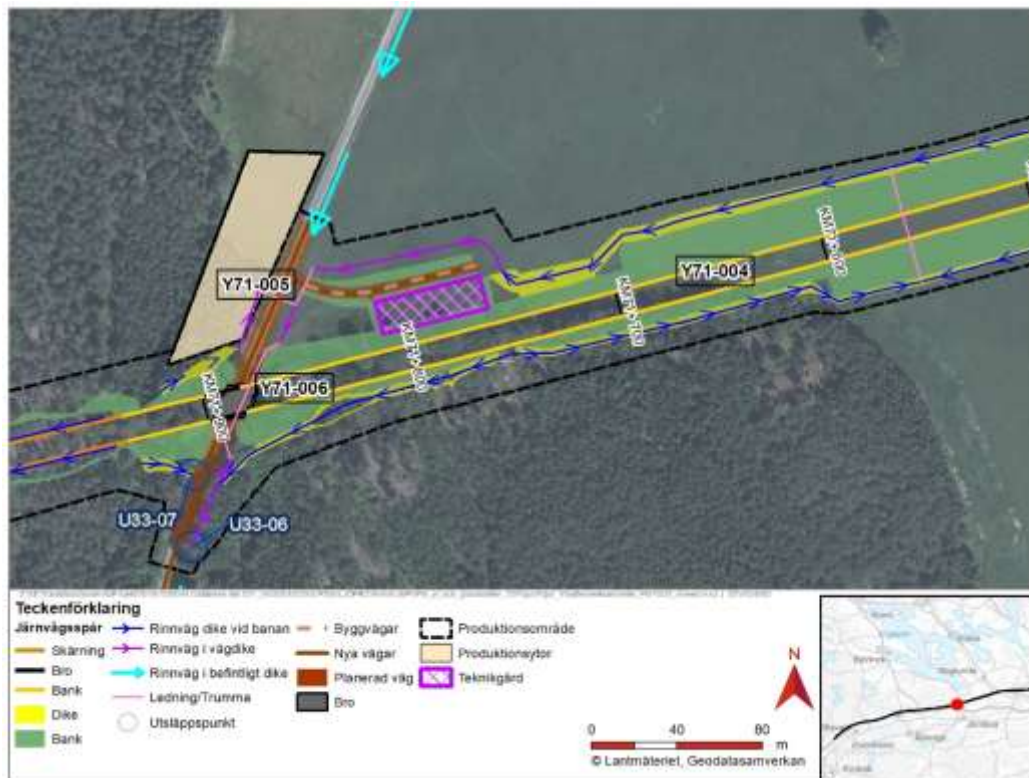 Y71-004
Y71-005
Y71-006
U33-07
U33-06
Teckenförklaring
Järnvägsspår
Skärning
Bro
Bank
Dike
Bank
Rinnväg dike vid banan
Rinnväg i vägdike
Rinnväg i befintligt dike
Ledning/Trumma
Utsläppspunkt
Byggvägar
Nya vägar
Planerad väg
Bro
Produktionsområde
Produktionsytor
Teknikgård
N
0 40 80
m
© Lantmäteriet, Geodatasamverkan